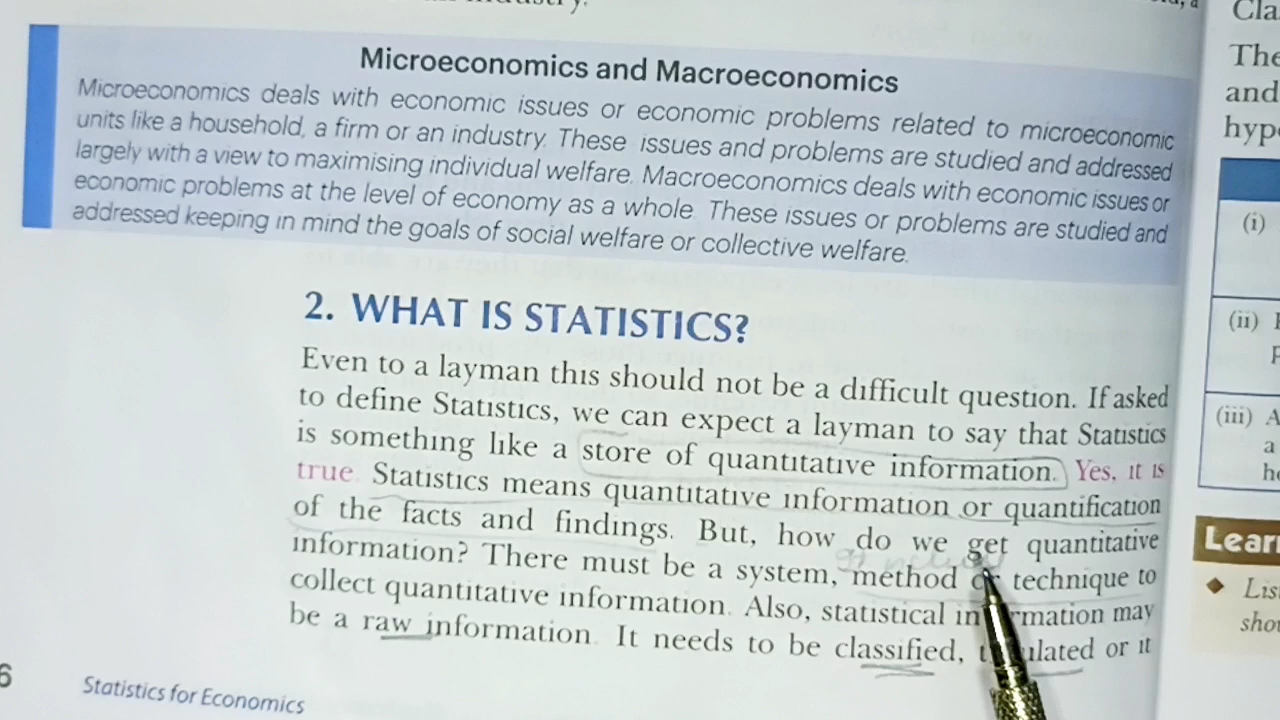 Microeconomics and Macroeconomics
Microeconomics deals with economic issues or economic problems related to microeconomic
units like a household, a firm or an industry. These issues and problems are studied and addressed
largely with a view to maximising individual welfare. Macroeconomics deals with economic issues or
economic problems at the level of economy as a whole. These issues or problems are studied and
addressed keeping in mind the goals of social welfare or collective welfare.
2. WHAT IS STATISTICS?
Even to a layman this should not be a difficult question. If asked
to define Statistics, we can expect a layman to say that Statistics
is something like a store of quantitative information. Yes, it is
true. Statistics means quantitative information or quantification
of the facts and findings. But, how do we get quantitative
information? There must be a system, method or technique to
collect quantitative information. Also, statistical information may
be a raw information. It needs to be classified, tabulated or it
6
Statistics for Economics
The
and
(i)
(ii)
(iii) A
a